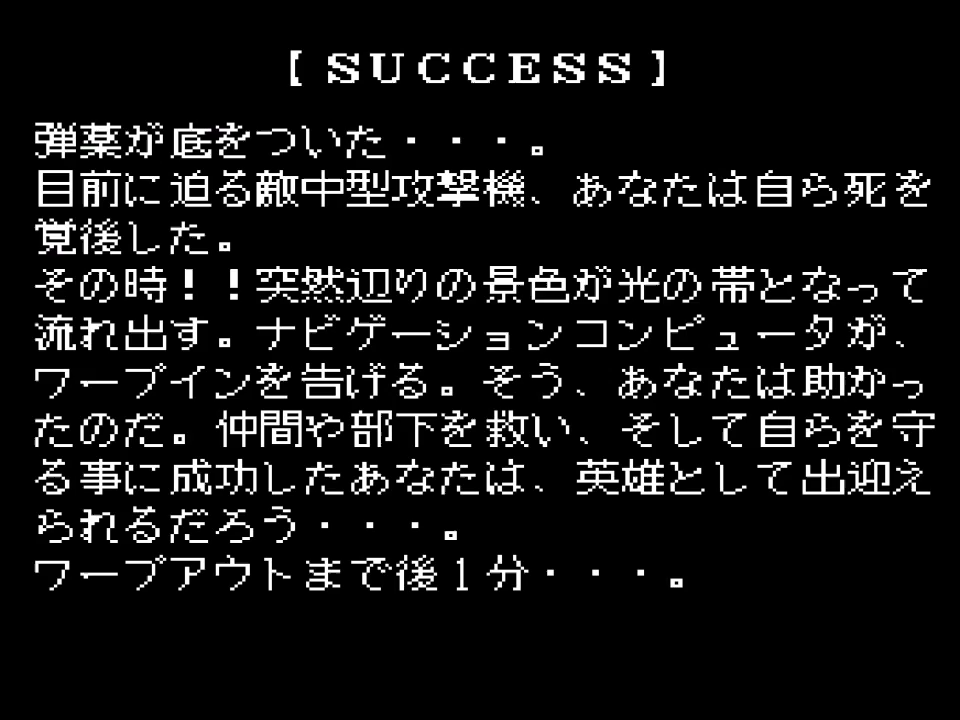 [ SUCCESS ]
弾薬が底をついた・・・。
目前に迫る敵中型攻撃機、あなたは自ら死を
覚後した。
その時！！突然辺りの景色が光の帯となって
流れ出す。ナビゲーションコンピュータが、
ワープインを告げる。そう、あなたは助かっ
たのだ。仲間や部下を救い、そして自らを守
る事に成功したあなたは、英雄として出迎え
られるだろう・・・。
ワープアウトまで後１分・・・。